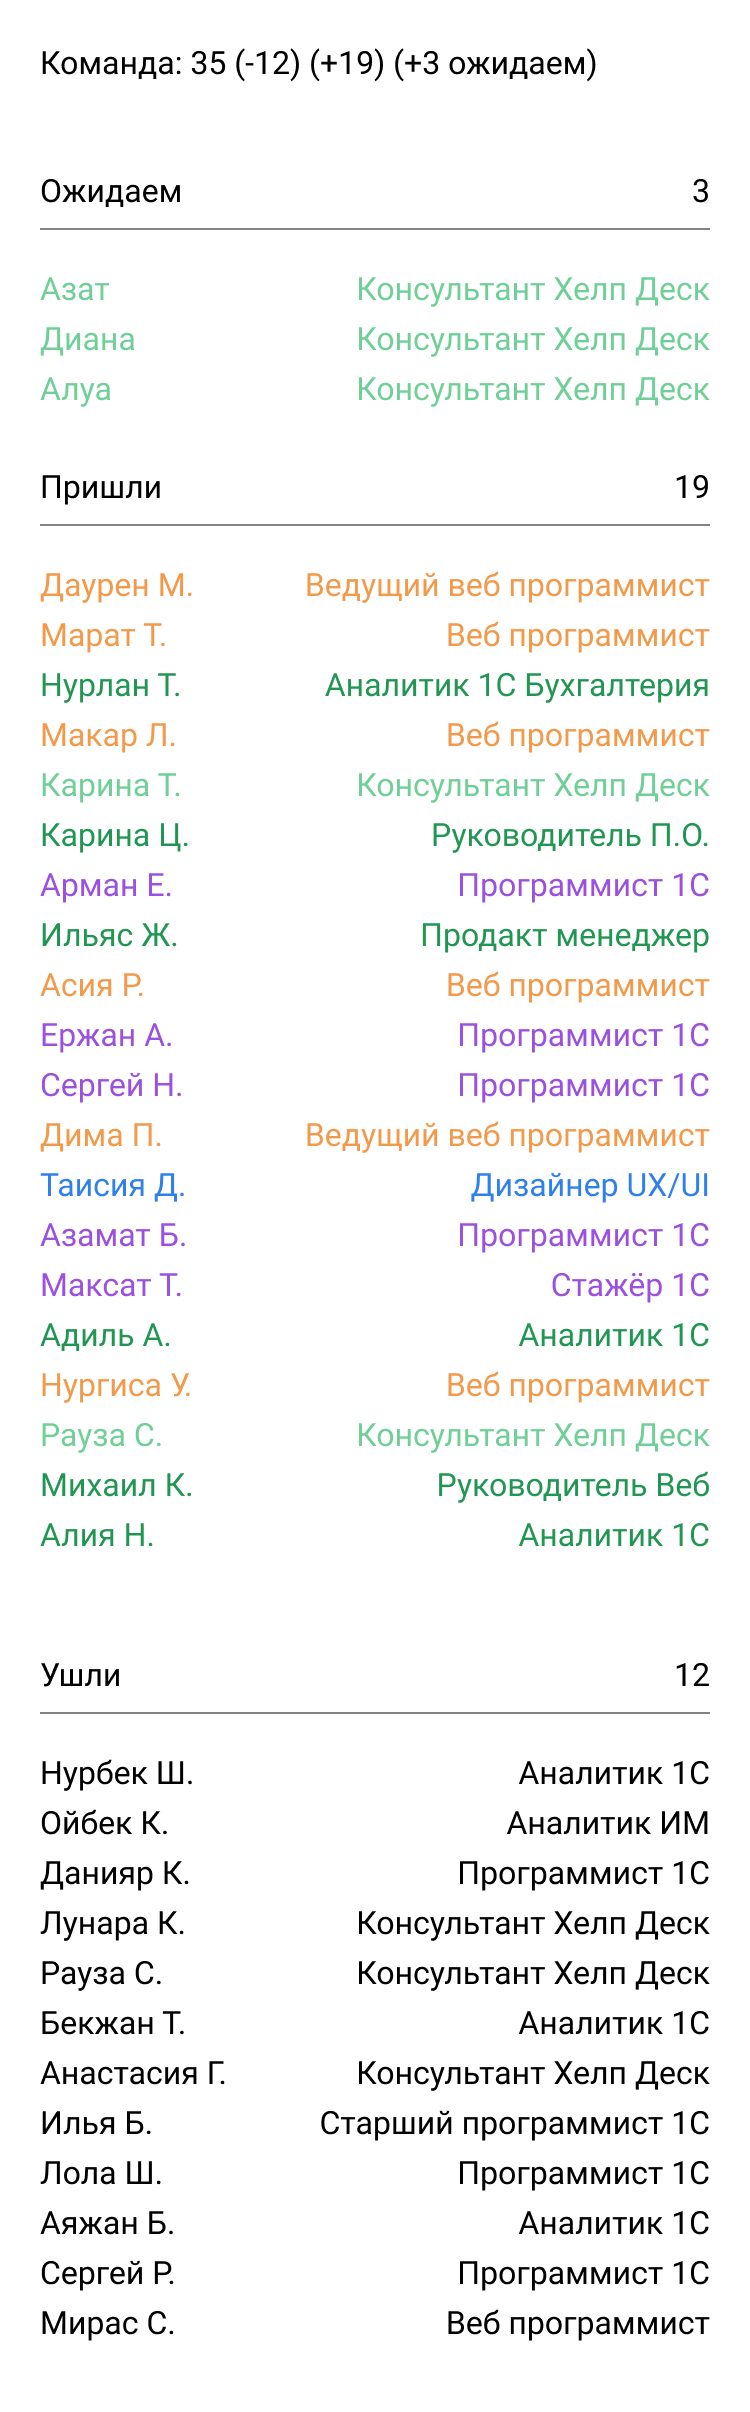 Команда: 35 (-12) (+19) (+3 ожидаем)
Ожидаем 3
Азат Консультант Хелп Деск
Диана Консультант Хелп Деск
Алуа Консультант Хелп Деск
Пришли 19
Даурен М. Ведущий веб программист
Марат Т. Веб программист
Нурлан Т. Аналитик 1С Бухгалтерия
Макар Л. Веб программист
Карина Т. Консультант Хелп Деск
Карина Ц. Руководитель П.О.
Арман Е. Программист 1С
Ильяс Ж. Продакт менеджер
Асия Р. Веб программист
Ержан А. Программист 1С
Сергей Н. Программист 1С
Дима П. Ведущий веб программист
Таисия Д. Дизайнер UX/UI
Азамат Б. Программист 1С
Максат Т. Стажёр 1С
Адиль А. Аналитик 1С
Нургиса У. Веб программист
Рауза С. Консультант Хелп Деск
Михаил К. Руководитель Веб
Алия Н. Аналитик 1С
Ушли 12
Нурбек Ш. Аналитик 1С
Ойбек К. Аналитик ИМ
Данияр К. Программист 1С
Лунара К. Консультант Хелп Деск
Рауза С. Консультант Хелп Деск
Бекжан Т. Аналитик 1С
Анастасия Г. Консультант Хелп Деск
Илья Б. Старший программист 1С
Лола Ш. Программист 1С
Аяжан Б. Аналитик 1С
Сергей Р. Программист 1С
Мирас С. Веб программист